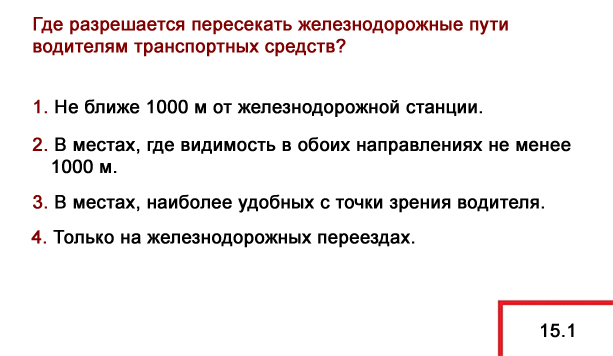 Где разрешается пересекать железнодорожные пути
водителям транспортных средств?
1. Не ближе 1000 м от железнодорожной станции.
2. В местах, где видимость в обоих направлениях не менее
1000 м.
3. В местах, наиболее удобных с точки зрения водителя.
4. Только на железнодорожных переездах.
15.1